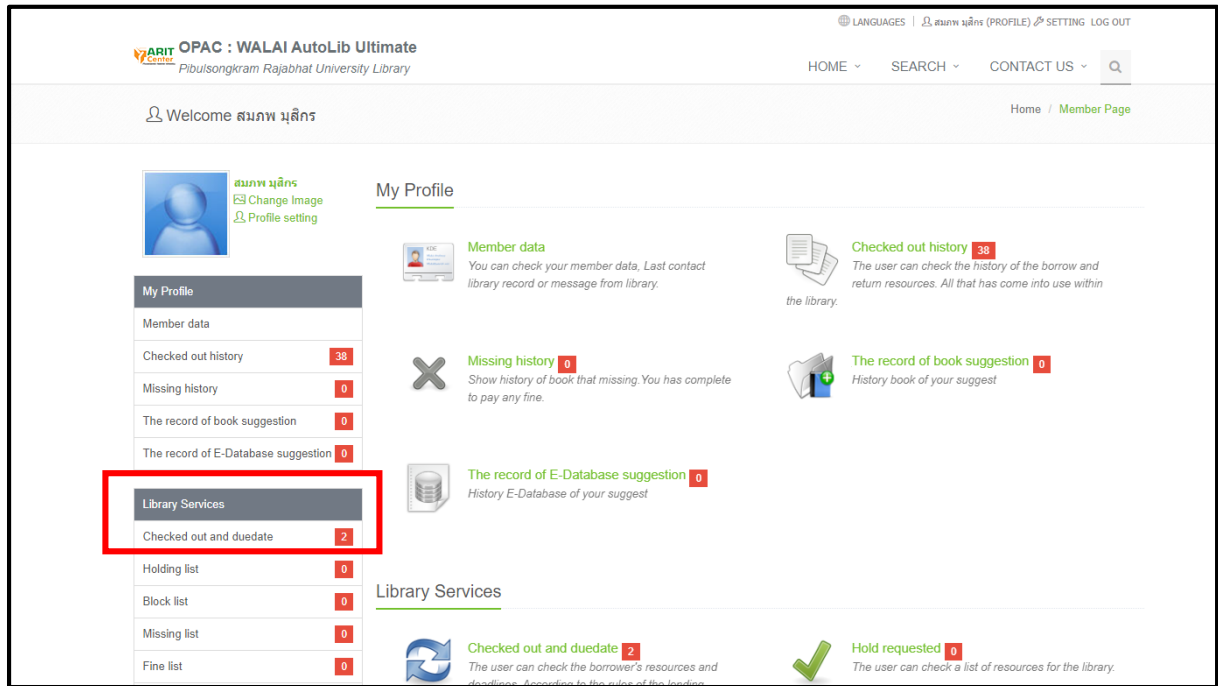 LANGUAGES | สมภพ มุสิกร (PROFILE) SETTING LOG OUT
ARIT Center
OPAC : WALAI AutoLib Ultimate
Pibulsongkram Rajabhat University Library
HOME SEARCH CONTACT US
Welcome สมภพ มุสิกร
Home / Member Page
สมภพ มุสิกร
Change Image
Profile setting
My Profile
Member data
Checked out history 38
Missing history 0
The record of book suggestion 0
The record of E-Database suggestion 0
Library Services
Checked out and duedate 2
Holding list 0
Block list 0
Missing list 0
Fine list 0
My Profile
Member data
You can check your member data, Last contact
library record or message from library.
Checked out history 38
The user can check the history of the borrow and
return resources. All that has come into use within
the library.
Missing history 0
Show history of book that missing.You has complete
to pay any fine.
The record of book suggestion 0
History book of your suggest
The record of E-Database suggestion 0
History E-Database of your suggest
Library Services
Checked out and duedate 2
The user can check the borrower's resources and
deadlines. According to the rules of the lending
Hold requested 0
The user can check a list of resources for the library.